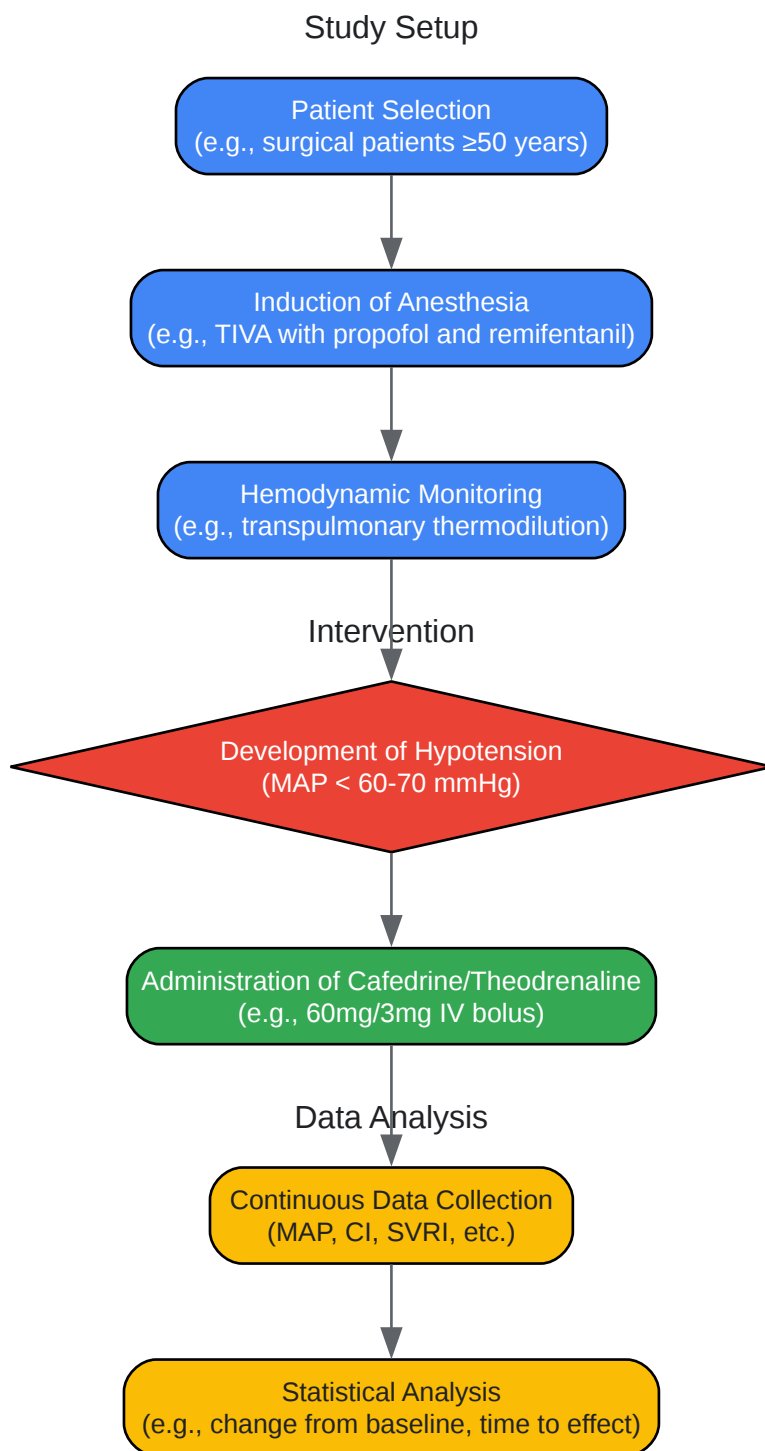 Study Setup
Patient Selection
(e.g., surgical patients ≥50 years)
Induction of Anesthesia
(e.g., TIVA with propofol and remifentanil)
Hemodynamic Monitoring
(e.g., transpulmonary thermodilution)
Intervention
Development of Hypotension
(MAP < 60-70 mmHg)
Administration of Cafedrine/Theodrenaline
(e.g., 60mg/3mg IV bolus)
Data Analysis
Continuous Data Collection
(MAP, CI, SVRI, etc.)
Statistical Analysis
(e.g., change from baseline, time to effect)